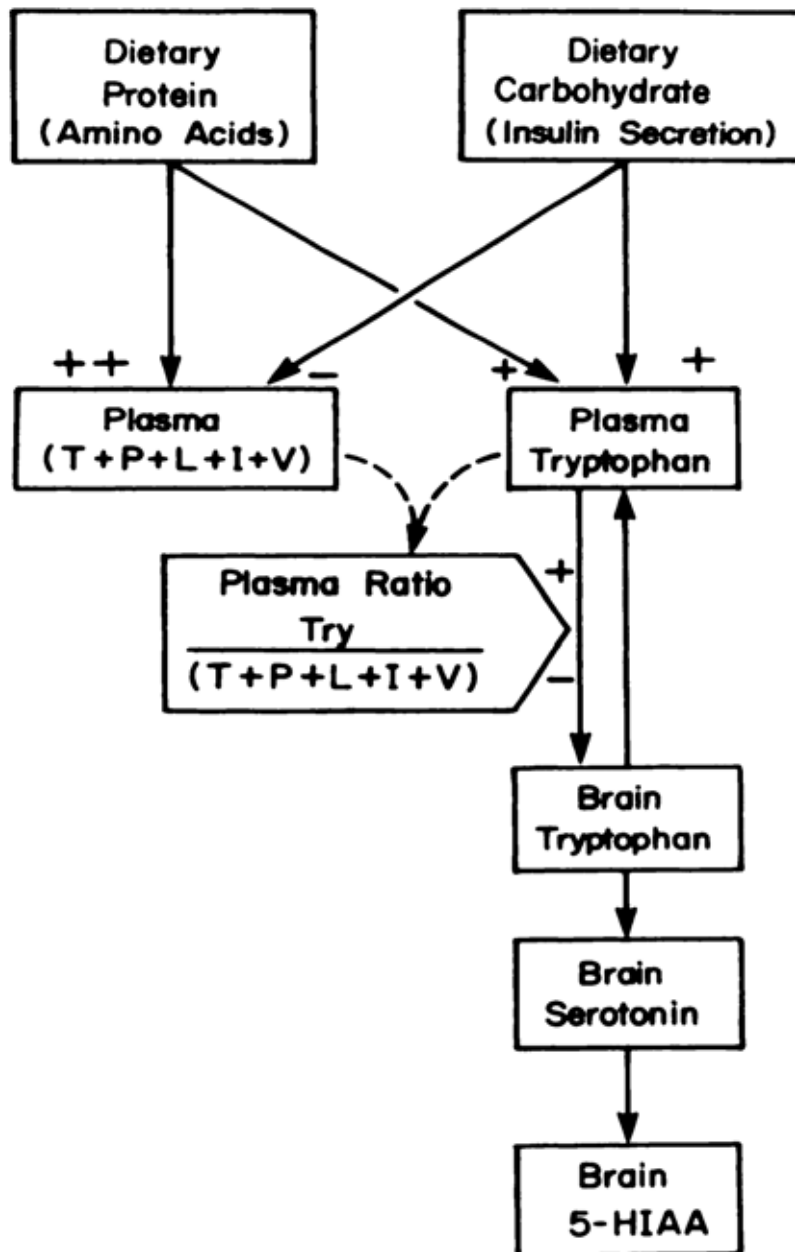 Dietary
Protein
(Amino Acids)
Dietary
Carbohydrate
(Insulin Secretion)
++
-
+
+
Plasma
(T+P+L+I+V)
Plasma
Tryptophan
Plasma Ratio
Try
(T+P+L+I+V)
+
-
Brain
Tryptophan
Brain
Serotonin
Brain
5-HIAA